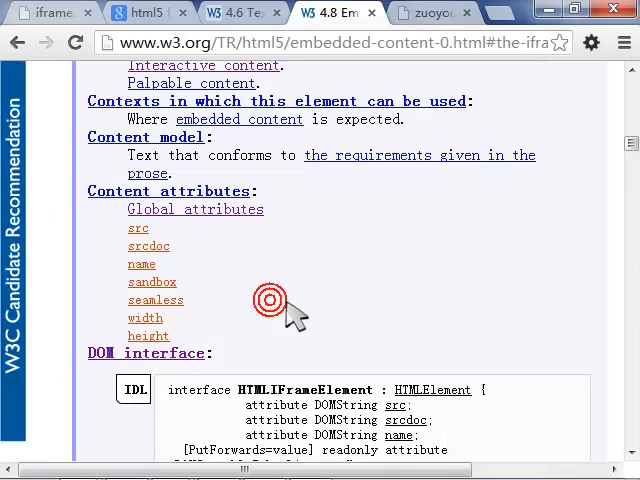 iframe.
html5 f
4.6 Te
4.8 Em
zuoyou
www.w3.org/TR/html5/embedded-content-0.html#the-ifra
W3C Candidate Recommendation
Interactive content.
Palpable content.
Contexts in which this element can be used:
Where embedded content is expected.
Content model:
Text that conforms to the requirements given in the
prose.
Content attributes:
Global attributes
src
srcdoc
name
sandbox
seamless
width
height
DOM interface:
IDL
interface HTMLIFrameElement : HTMLElement {
attribute DOMString src;
attribute DOMString srcdoc;
attribute DOMString name;
[PutForwards=value] readonly attribute